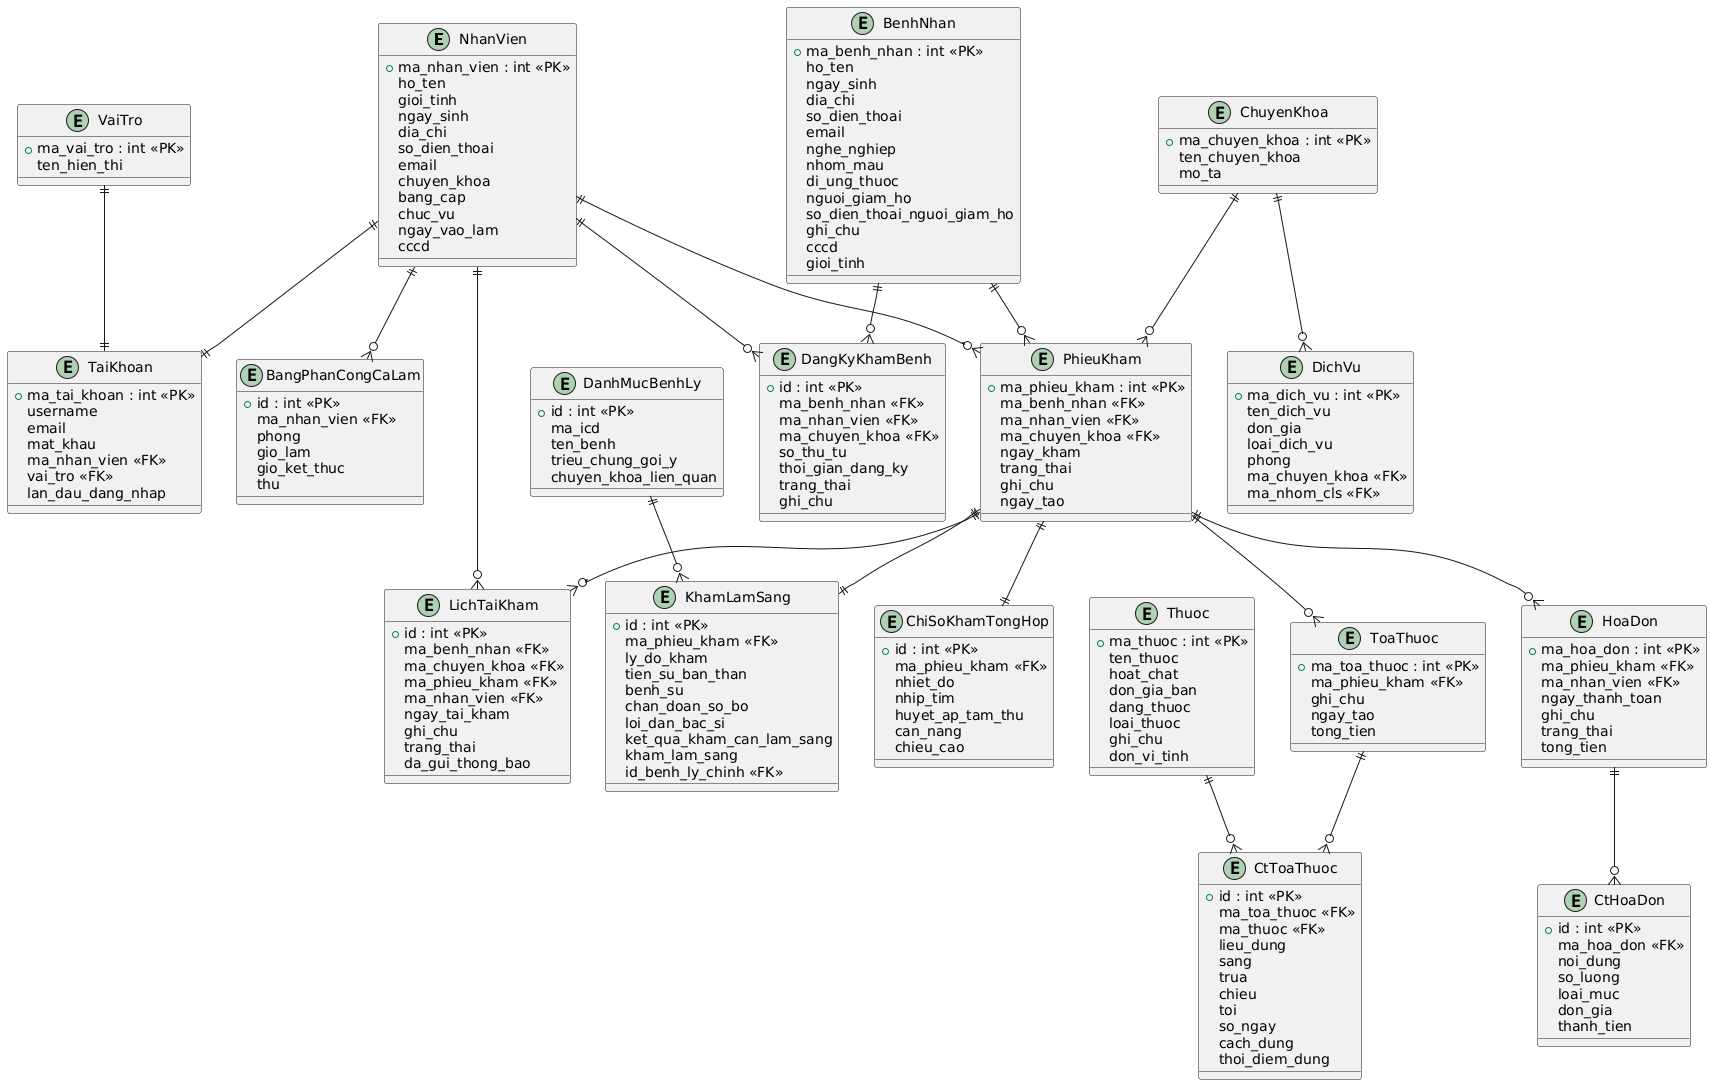 E NhanVien
ma_nhan_vien : int «PK»
ho_ten
gioi_tinh
ngay_sinh
dia_chi
so_dien_thoai
email
chuyen_khoa
bang_cap
chuc_vu
ngay_vao_lam
cccd
E BenhNhan
ma_benh_nhan : int «PK»
ho_ten
ngay_sinh
dia_chi
so_dien_thoai
email
nghe_nghiep
nhom_mau
di_ung_thuoc
nguoi_giam_ho
so_dien_thoai_nguoi_giam_ho
ghi_chu
cccd
gioi_tinh
E VaiTro
ma_vai_tro : int «PK»
ten_hien_thi
E ChuyenKhoa
ma_chuyen_khoa : int «PK»
ten_chuyen_khoa
mo_ta
E TaiKhoan
ma_tai_khoan : int «PK»
username
email
mat_khau
ma_nhan_vien «FK»
vai_tro «FK»
lan_dau_dang_nhap
E BangPhanCongCaLam
id : int «PK»
ma_nhan_vien «FK»
phong
gio_lam
gio_ket_thuc
thu
E DanhMucBenhLy
id : int «PK»
ma_icd
ten_benh
trieu_chung_goi_y
chuyen_khoa_lien_quan
E DangKyKhamBenh
id : int «PK»
ma_benh_nhan «FK»
ma_nhan_vien «FK»
ma_chuyen_khoa «FK»
so_thu_tu
thoi_gian_dang_ky
trang_thai
ghi_chu
E PhieuKham
ma_phieu_kham : int «PK»
ma_benh_nhan «FK»
ma_nhan_vien «FK»
ma_chuyen_khoa «FK»
ngay_kham
trang_thai
ghi_chu
ngay_tao
E DichVu
ma_dich_vu : int «PK»
ten_dich_vu
don_gia
loai_dich_vu
phong
ma_chuyen_khoa «FK»
ma_nhom_cls «FK»
E LichTaiKham
id : int «PK»
ma_benh_nhan «FK»
ma_chuyen_khoa «FK»
ma_phieu_kham «FK»
ma_nhan_vien «FK»
ngay_tai_kham
ghi_chu
trang_thai
da_gui_thong_bao
E KhamLamSang
id : int «PK»
ma_phieu_kham «FK»
ly_do_kham
tien_su_ban_than
benh_su
chan_doan_so_bo
loi_dan_bac_si
ket_qua_kham_can_lam_sang
kham_lam_sang
id_benh_ly_chinh «FK»
E ChiSoKhamTongHop
id : int «PK»
ma_phieu_kham «FK»
nhiet_do
nhip_tim
huyet_ap_tam_thu
can_nang
chieu_cao
E Thuoc
ma_thuoc : int «PK»
ten_thuoc
hoat_chat
don_gia_ban
dang_thuoc
loai_thuoc
ghi_chu
don_vi_tinh
E ToaThuoc
ma_toa_thuoc : int «PK»
ma_phieu_kham «FK»
ghi_chu
ngay_tao
tong_tien
E HoaDon
ma_hoa_don : int «PK»
ma_phieu_kham «FK»
ma_nhan_vien «FK»
ngay_thanh_toan
ghi_chu
trang_thai
tong_tien
E CtToaThuoc
id : int «PK»
ma_toa_thuoc «FK»
ma_thuoc «FK»
lieu_dung
sang
trua
chieu
toi
so_ngay
cach_dung
thoi_diem_dung
E CtHoaDon
id : int «PK»
ma_hoa_don «FK»
noi_dung
so_luong
loai_muc
don_gia
thanh_tien